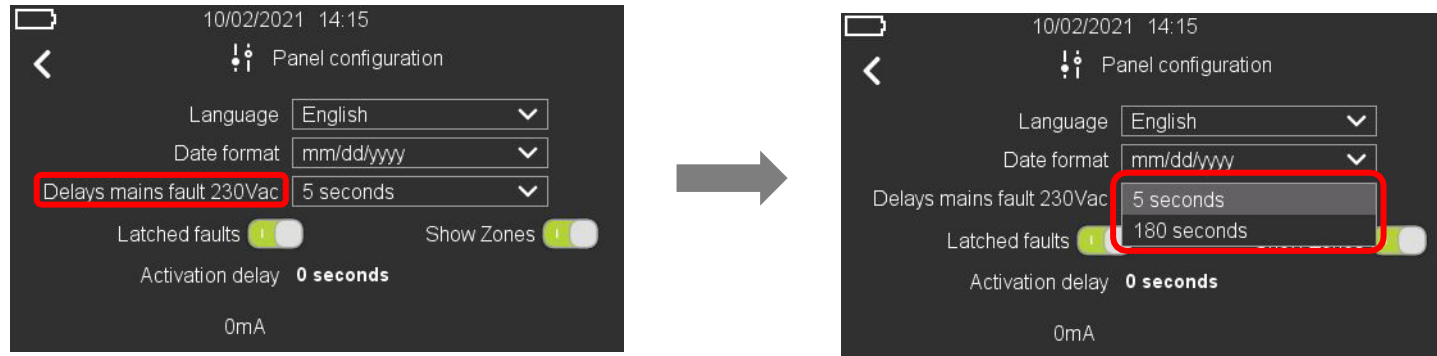 10/02/2021 14:15
Panel configuration
Language English
Date format mm/dd/yyyy
Delays mains fault 230Vac 5 seconds
Latched faults Show Zones
Activation delay 0 seconds
0mA
10/02/2021 14:15
Panel configuration
Language English
Date format mm/dd/yyyy
Delays mains fault 230Vac 5 seconds
180 seconds
Latched faults
Activation delay 0 seconds
0mA